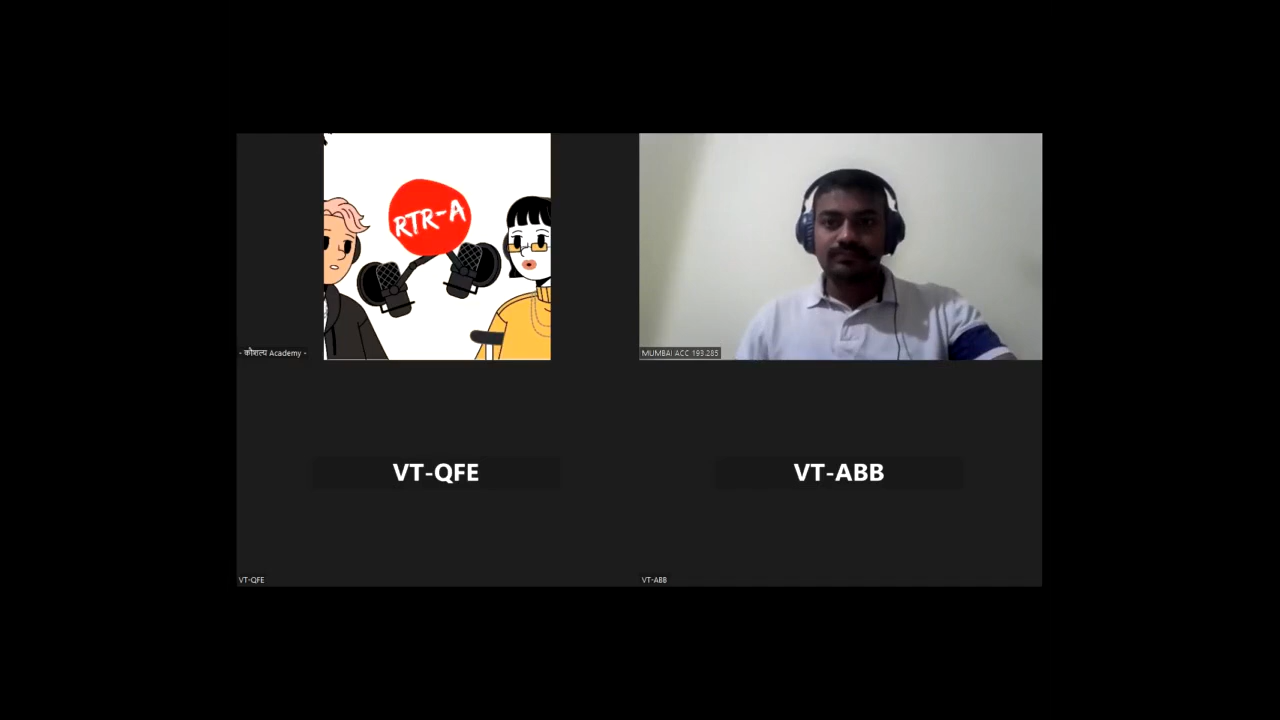 RTR-A
- कौशल्य Academy -
MUMBAI ACC 193.285
VT-QFE
VT-ABB
VT-QFE
VT-ABB